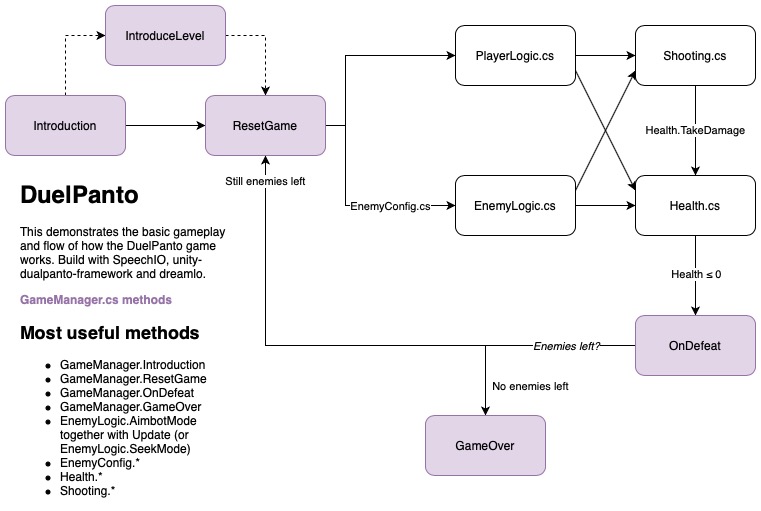 IntroduceLevel
PlayerLogic.cs
Shooting.cs
Introduction
ResetGame
Health.TakeDamage
Still enemies left
DuelPanto
EnemyConfig.cs
EnemyLogic.cs
Health.cs
This demonstrates the basic gameplay
and flow of how the DuelPanto game
works. Build with SpeechIO, unity-
dualpanto-framework and dreamlo.
Health ≤ 0
GameManager.cs methods
Most useful methods
Enemies left?
OnDefeat
• GameManager.Introduction
• GameManager.ResetGame
No enemies left
• GameManager.OnDefeat
• GameManager.GameOver
• EnemyLogic.AimbotMode
together with Update (or
EnemyLogic.SeekMode)
GameOver
• EnemyConfig.*
• Health.*
• Shooting.*